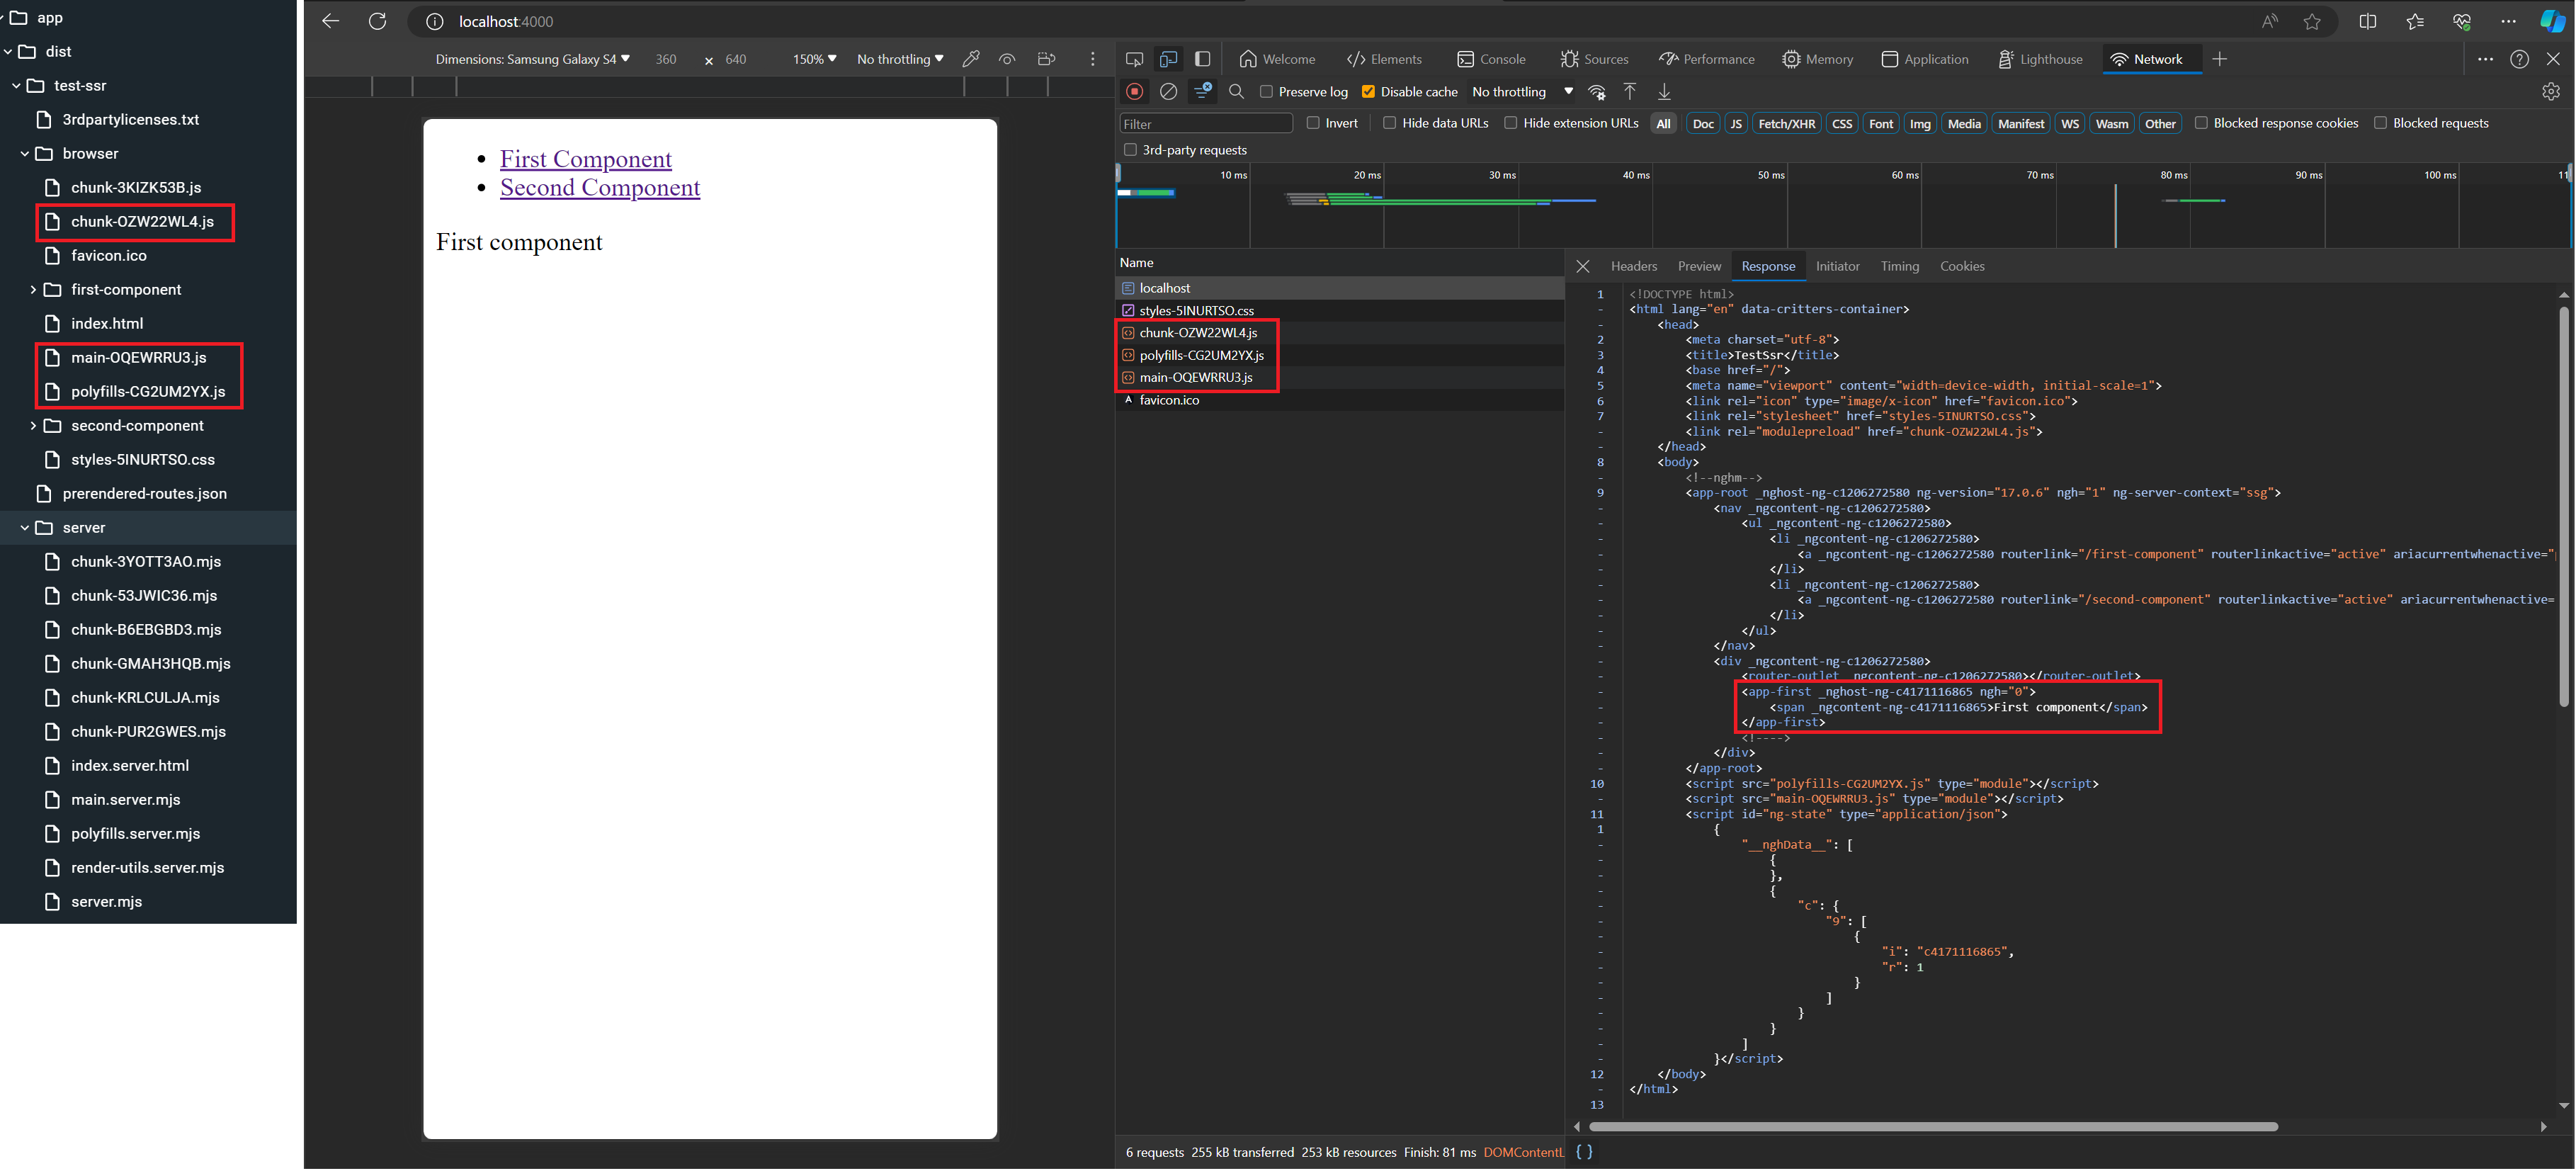 app
dist
test-ssr
3rdpartylicenses.txt
browser
chunk-3KIZK53B.js
chunk-OZW22WL4.js
favicon.ico
first-component
index.html
main-OQEWRRU3.js
polyfills-CG2UM2YX.js
second-component
styles-5INURTSO.css
prerendered-routes.json
server
chunk-3YOTT3AO.mjs
chunk-53JWIC36.mjs
chunk-B6EBGBD3.mjs
chunk-GMAH3HQB.mjs
chunk-KRLCULJA.mjs
chunk-PUR2GWES.mjs
index.server.html
main.server.mjs
polyfills.server.mjs
render-utils.server.mjs
server.mjs
localhost:4000
Dimensions: Samsung Galaxy S4 360 × 640 150% No throttling
First Component
Second Component
First component
Welcome Elements Console Sources Performance Memory Application Lighthouse Network
Preserve log Disable cache No throttling
Filter Invert Hide data URLs Hide extension URLs All Doc JS Fetch/XHR CSS Font Img Media Manifest WS Wasm Other Blocked response cookies Blocked requests
3rd-party requests
10 ms 20 ms 30 ms 40 ms 50 ms 60 ms 70 ms 80 ms 90 ms 100 ms 11
Name
localhost
styles-5INURTSO.css
chunk-OZW22WL4.js
polyfills-CG2UM2YX.js
main-OQEWRRU3.js
favicon.ico
6 requests 255 kB transferred 253 kB resources Finish: 81 ms DOMContentL
Headers Preview Response Initiator Timing Cookies
1 <!DOCTYPE html>
- <html lang="en" data-critters-container>
- <head>
2 <meta charset="utf-8">
3 <title>TestSsr</title>
4 <base href="/">
5 <meta name="viewport" content="width=device-width, initial-scale=1">
6 <link rel="icon" type="image/x-icon" href="favicon.ico">
7 <link rel="stylesheet" href="styles-5INURTSO.css">
- <link rel="modulepreload" href="chunk-OZW22WL4.js">
- </head>
8 <body>
- <!--nghm-->
9 <app-root _nghost-ng-c1206272580 ng-version="17.0.6" ngh="1" ng-server-context="ssg">
- <nav _ngcontent-ng-c1206272580>
- <ul _ngcontent-ng-c1206272580>
- <li _ngcontent-ng-c1206272580>
- <a _ngcontent-ng-c1206272580 routerlink="/first-component" routerlinkactive="active" ariacurrentwhenactive="
- </li>
- <li _ngcontent-ng-c1206272580>
- <a _ngcontent-ng-c1206272580 routerlink="/second-component" routerlinkactive="active" ariacurrentwhenactive=
- </li>
- </ul>
- </nav>
- <div _ngcontent-ng-c1206272580>
- <router-outlet _ngcontent-ng-c1206272580></router-outlet>
- <app-first _nghost-ng-c4171116865 ngh="0">
- <span _ngcontent-ng-c4171116865>First component</span>
- </app-first>
- <!---->
- </div>
- </app-root>
10 <script src="polyfills-CG2UM2YX.js" type="module"></script>
- <script src="main-OQEWRRU3.js" type="module"></script>
11 <script id="ng-state" type="application/json">
1 {
- "__nghData__": [
- {
- },
- {
- "c": {
- "9": [
- {
- "i": "c4171116865",
- "r": 1
- }
- ]
- }
- }
- ]
- }</script>
12 </body>
- </html>
13
{ }